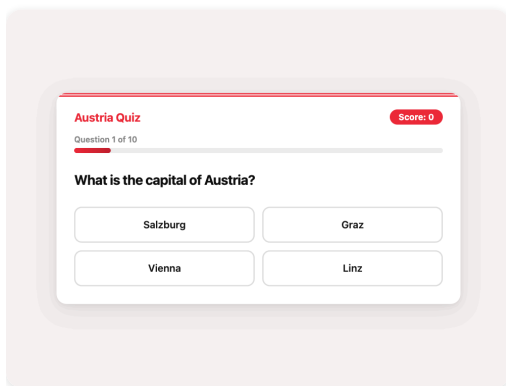 Austria Quiz
Score: 0
Question 1 of 10
What is the capital of Austria?
Salzburg
Graz
Vienna
Linz